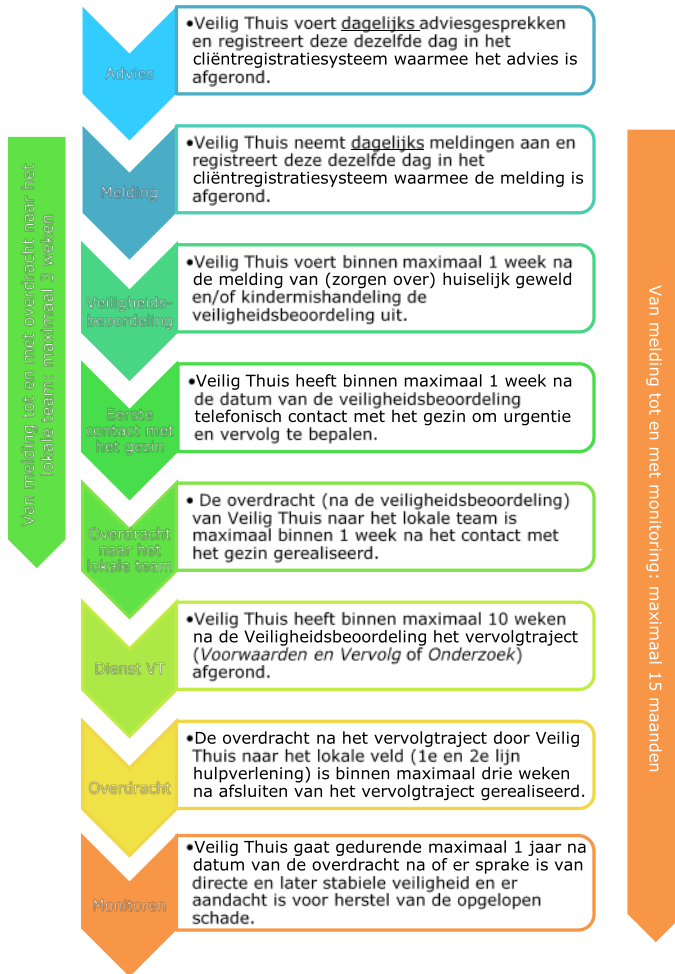 Van melding tot en met overdracht naar het
lokale team: maximaal 3 weken
Advies
•Veilig Thuis voert dagelijks adviesgesprekken
en registreert deze dezelfde dag in het
cliëntregistratiesysteem waarmee het advies is
afgerond.
Melding
•Veilig Thuis neemt dagelijks meldingen aan en
registreert deze dezelfde dag in het
cliëntregistratiesysteem waarmee de melding is
afgerond.
Veiligheids-
beoordeling
•Veilig Thuis voert binnen maximaal 1 week na
de melding van (zorgen over) huiselijk geweld
en/of kindermishandeling de
veiligheidsbeoordeling uit.
Eerste
contact met
het gezin
•Veilig Thuis heeft binnen maximaal 1 week na
de datum van de veiligheidsbeoordeling
telefonisch contact met het gezin om urgentie
en vervolg te bepalen.
Overdracht
naar het
lokale team
• De overdracht (na de veiligheidsbeoordeling)
van Veilig Thuis naar het lokale team is
maximaal binnen 1 week na het contact met
het gezin gerealiseerd.
Dienst VT
•Veilig Thuis heeft binnen maximaal 10 weken
na de Veiligheidsbeoordeling het vervolgtraject
(Voorwaarden en Vervolg of Onderzoek)
afgerond.
Overdracht
•De overdracht na het vervolgtraject door Veilig
Thuis naar het lokale veld (1e en 2e lijn
hulpverlening) is binnen maximaal drie weken
na afsluiten van het vervolgtraject gerealiseerd.
Monitoren
•Veilig Thuis gaat gedurende maximaal 1 jaar na
datum van de overdracht na of er sprake is van
directe en later stabiele veiligheid en er
aandacht is voor herstel van de opgelopen
schade.
Van melding tot en met monitoring: maximaal 15 maanden